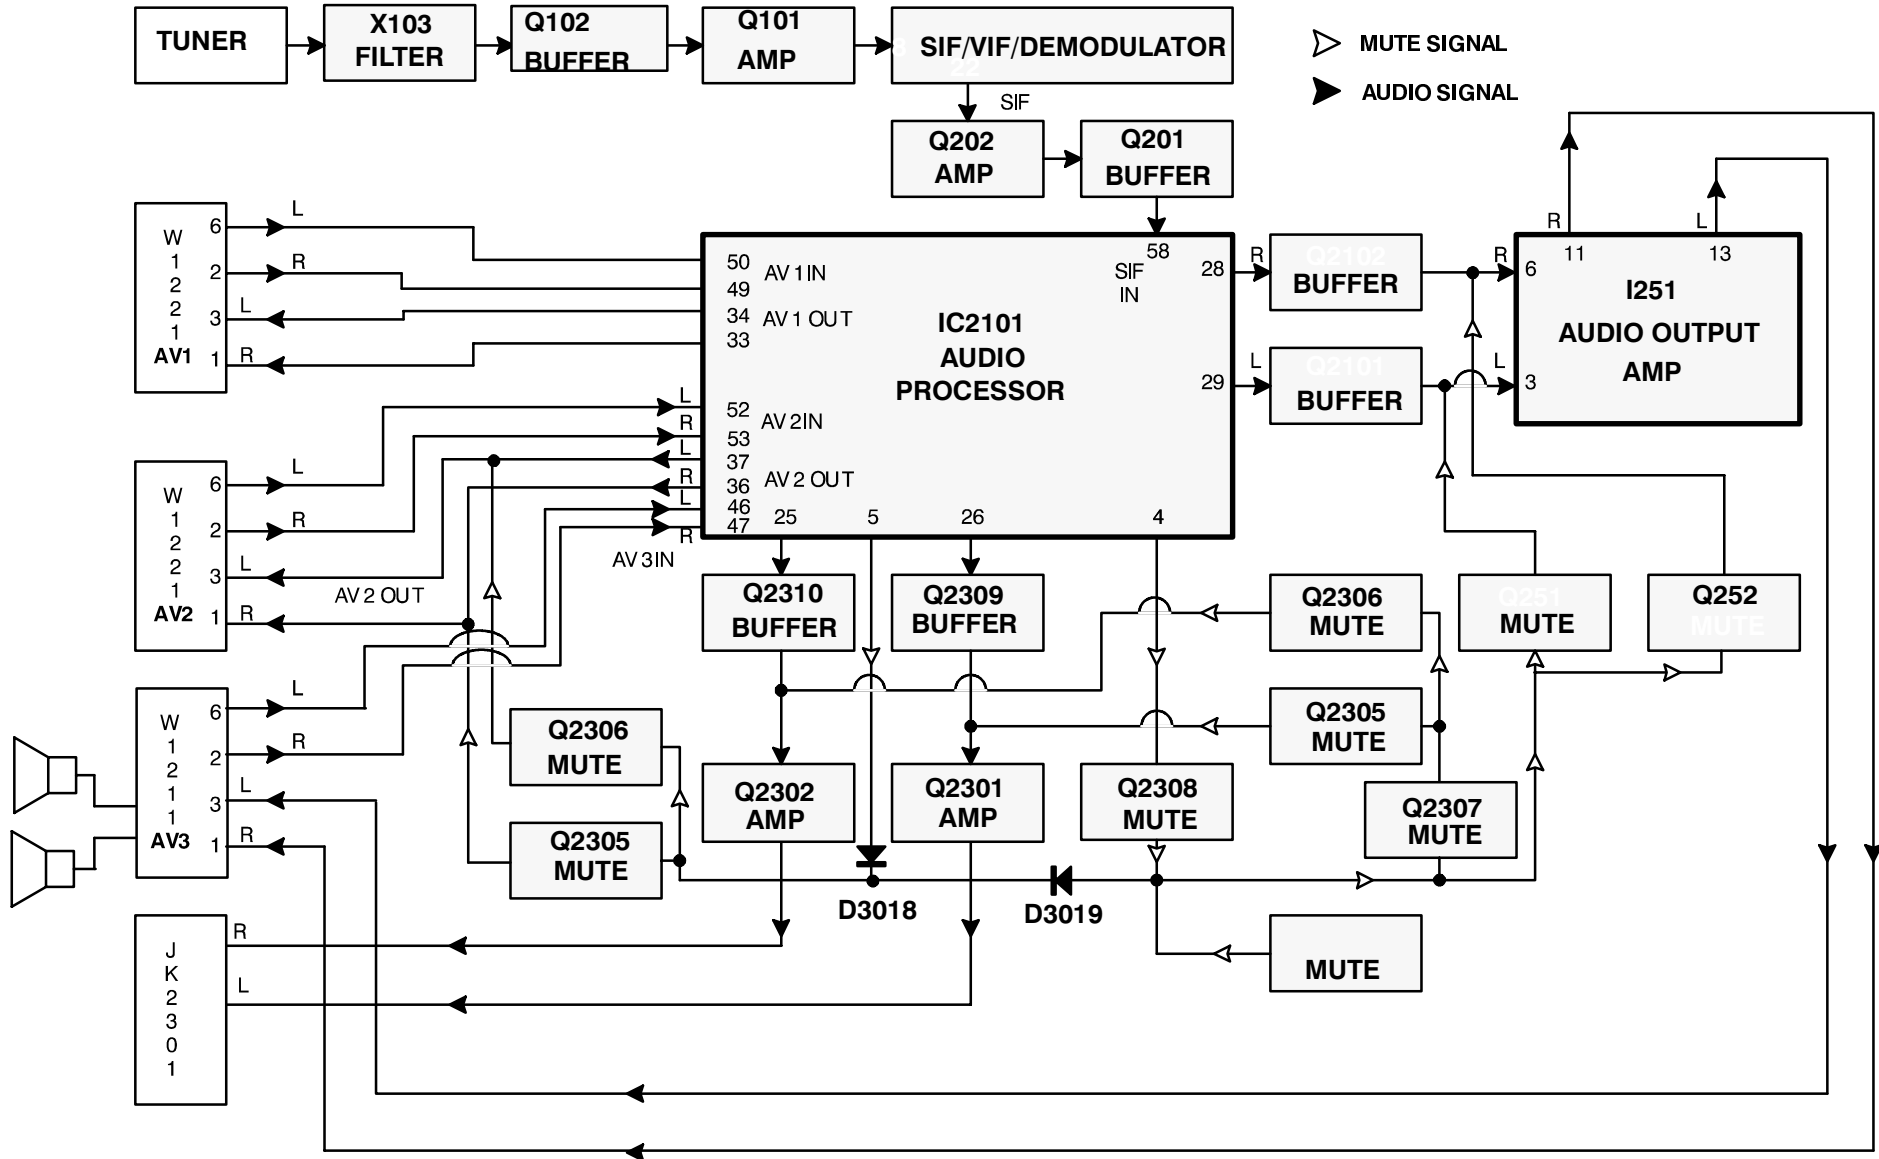 TUNER
X103
FILTER
Q102
BUFFER
Q101
AMP
8 SIF/VIF/DEMODULATOR
22
MUTE SIGNAL
AUDIO SIGNAL
SIF
Q202
AMP
Q201
BUFFER
W
1
2
2
1
AV1
6
2
3
1
L
R
L
R
50
49
AV 1 IN
34
33
AV 1 OUT
58
SIF
IN
28
29
IC2101
AUDIO
PROCESSOR
52
53
AV 2 IN
37
36
AV 2 OUT
46
47
25
5
26
4
L
R
L
R
L
R
AV 3 IN
R
Q2102
BUFFER
R
L
Q2101
BUFFER
L
R
L
6
11
13
3
I251
AUDIO OUTPUT
AMP
W
1
2
2
1
AV2
6
2
3
1
L
R
L
R
AV 2 OUT
Q2310
BUFFER
Q2309
BUFFER
Q2306
MUTE
Q251
MUTE
Q252
MUTE
W
1
2
1
1
AV3
6
2
3
1
L
R
L
R
Q2306
MUTE
Q2305
MUTE
Q2302
AMP
Q2301
AMP
Q2308
MUTE
Q2305
MUTE
Q2307
MUTE
D3018
D3019
MUTE
J
K
2
3
0
1
R
L